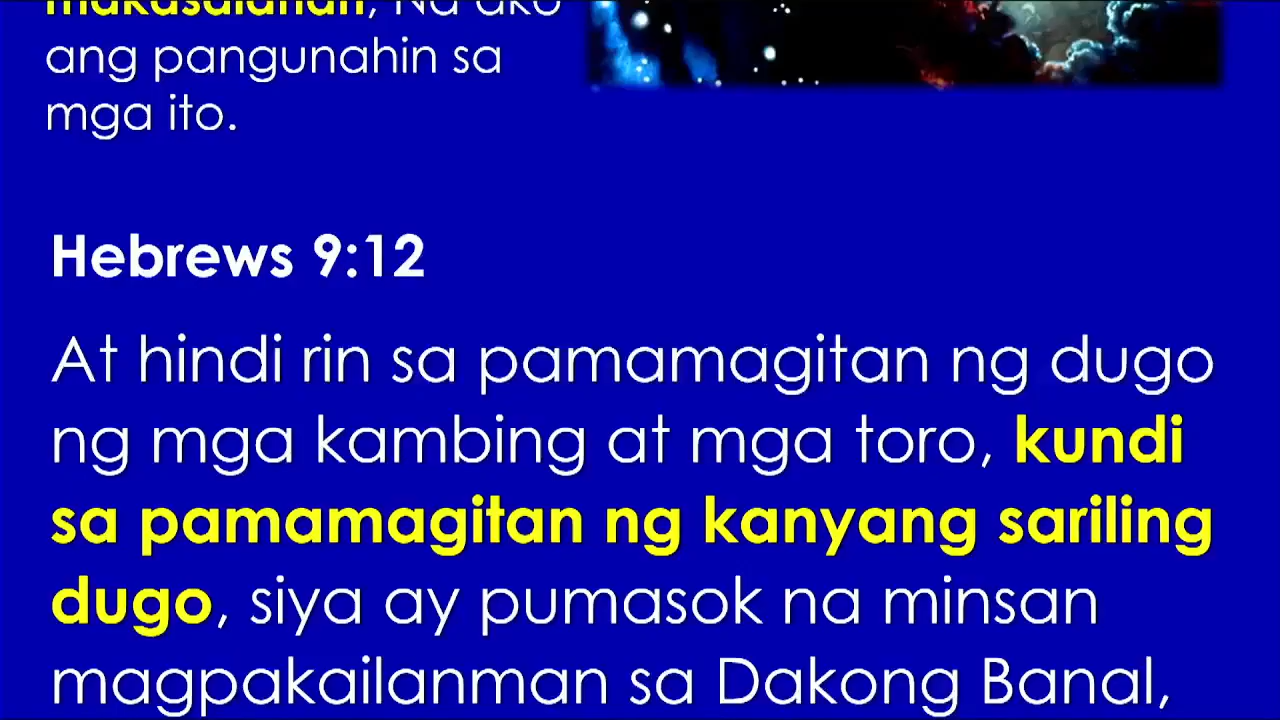 makasalanan, Na ako
ang pangunahin sa
mga ito.
Hebrews 9:12
At hindi rin sa pamamagitan ng dugo
ng mga kambing at mga toro, kundi
sa pamamagitan ng kanyang sariling
dugo, siya ay pumasok na minsan
magpakailanman sa Dakong Banal,